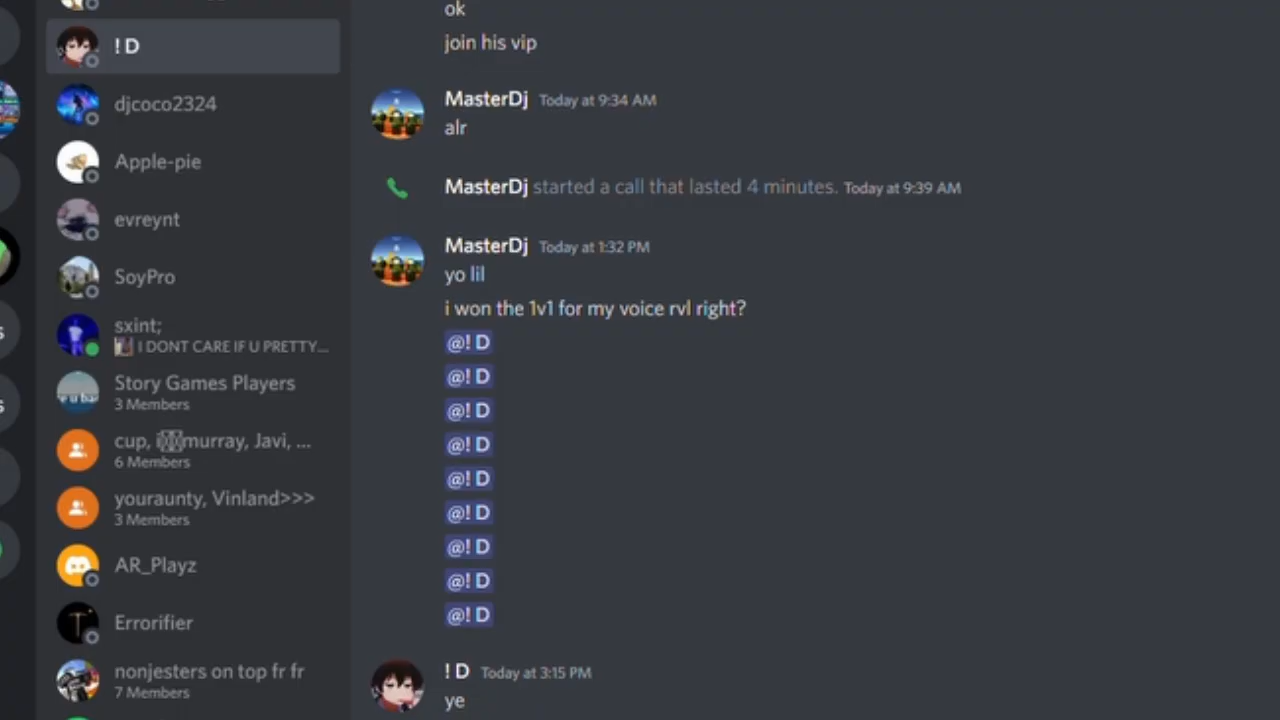 ! D
djcoco2324
Apple-pie
evreynt
SoyPro
sxint;
I DONT CARE IF U PRETTY...
Story Games Players
3 Members
cup, i murray, Javi, ...
6 Members
youraunty, Vinland>>>
3 Members
AR_Playz
Errorifier
nonjesters on top fr fr
7 Members
ok
join his vip
MasterDj Today at 9:34 AM
alr
MasterDj started a call that lasted 4 minutes. Today at 9:39 AM
MasterDj Today at 1:32 PM
yo lil
i won the 1v1 for my voice rvl right?
@! D
@! D
@! D
@! D
@! D
@! D
@! D
@! D
@! D
! D Today at 3:15 PM
ye